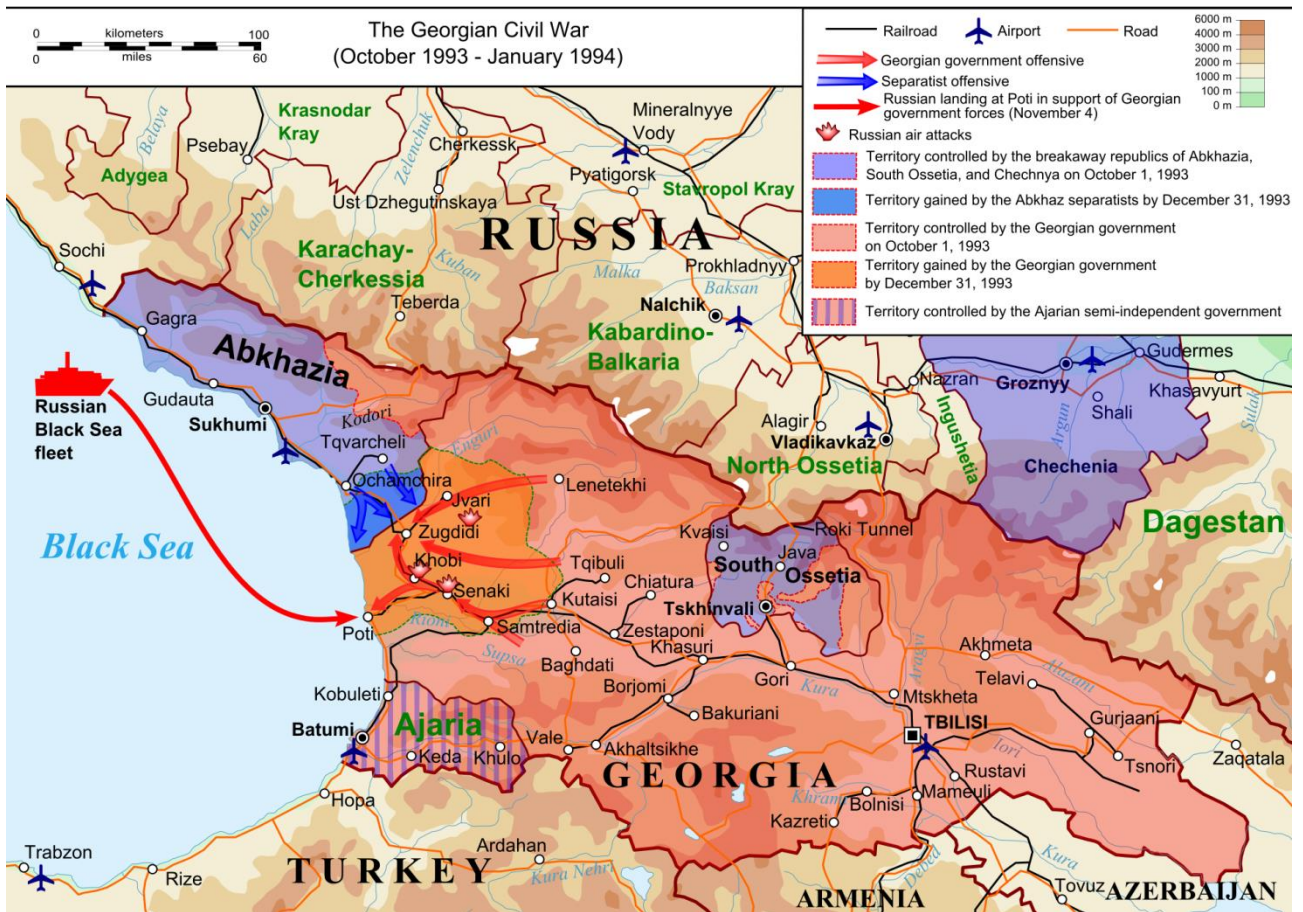 0 kilometers 100
0 miles 60
The Georgian Civil War
(October 1993 - January 1994)
Railroad
Airport
Road
Georgian government offensive
Separatist offensive
Russian landing at Poti in support of Georgian
government forces (November 4)
Russian air attacks
Territory controlled by the breakaway republics of Abkhazia,
South Ossetia, and Chechnya on October 1, 1993
Territory gained by the Abkhaz separatists by December 31, 1993
Territory controlled by the Georgian government
on October 1, 1993
Territory gained by the Georgian government
by December 31, 1993
Territory controlled by the Ajarian semi-independent government
6000 m
4000 m
3000 m
2000 m
1000 m
100 m
0 m
Krasnodar
Kray
Belaya
Psebay
Adygea
Laba
Zelenchuk
Cherkessk
Mineralnyye
Vody
Pyatigorsk
Stavropol Kray
Ust Dzhegutinskaya
RUSSIA
Sochi
Karachay-
Cherkessia
Kuban
Malka
Baksan
Prokhladnyy
Teberda
Nalchik
Kabardino-
Balkaria
Gagra
Abkhazia
Gudauta
Sukhumi
Kodori
Tqvarcheli
Enguri
Ochamchira
Russian
Black Sea
fleet
Black Sea
Alagir
Vladikavkaz
North Ossetia
Nazran
Ingushetia
Groznyy
Gudermes
Khasavyurt
Shali
Argun
Sulak
Chechenia
Dagestan
Jvari
Lenetekhi
Zugdidi
Khobi
Senaki
Poti
Rioni
Samtredia
Supsa
Tqibuli
Kutaisi
Chiatura
Zestaponi
Baghdati
Khasuri
Kvaisi
Roki Tunnel
Java
South
Ossetia
Tskhinvali
Borjomi
Bakuriani
Gori
Kura
Aragvi
Mtskheta
Akhmeta
Telavi
Alazani
Gurjaani
Tsnori
Zaqatala
TBILISI
Iori
Rustavi
Mameuli
Kobuleti
Batumi
Ajaria
Keda
Khulo
Vale
Akhaltsikhe
GEORGIA
Khrami
Bolnisi
Kazreti
Hopa
Trabzon
Rize
TURKEY
Ardahan
Kura Nehri
ARMENIA
Debed
Kura
Tovuz
AZERBAIJAN